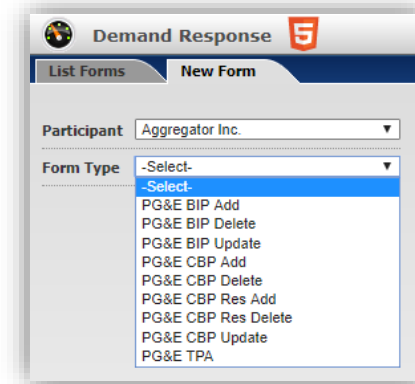 Demand Response 5
List Forms New Form
Participant Aggregator Inc.
Form Type -Select-
-Select-
PG&E BIP Add
PG&E BIP Delete
PG&E BIP Update
PG&E CBP Add
PG&E CBP Delete
PG&E CBP Res Add
PG&E CBP Res Delete
PG&E CBP Update
PG&E TPA